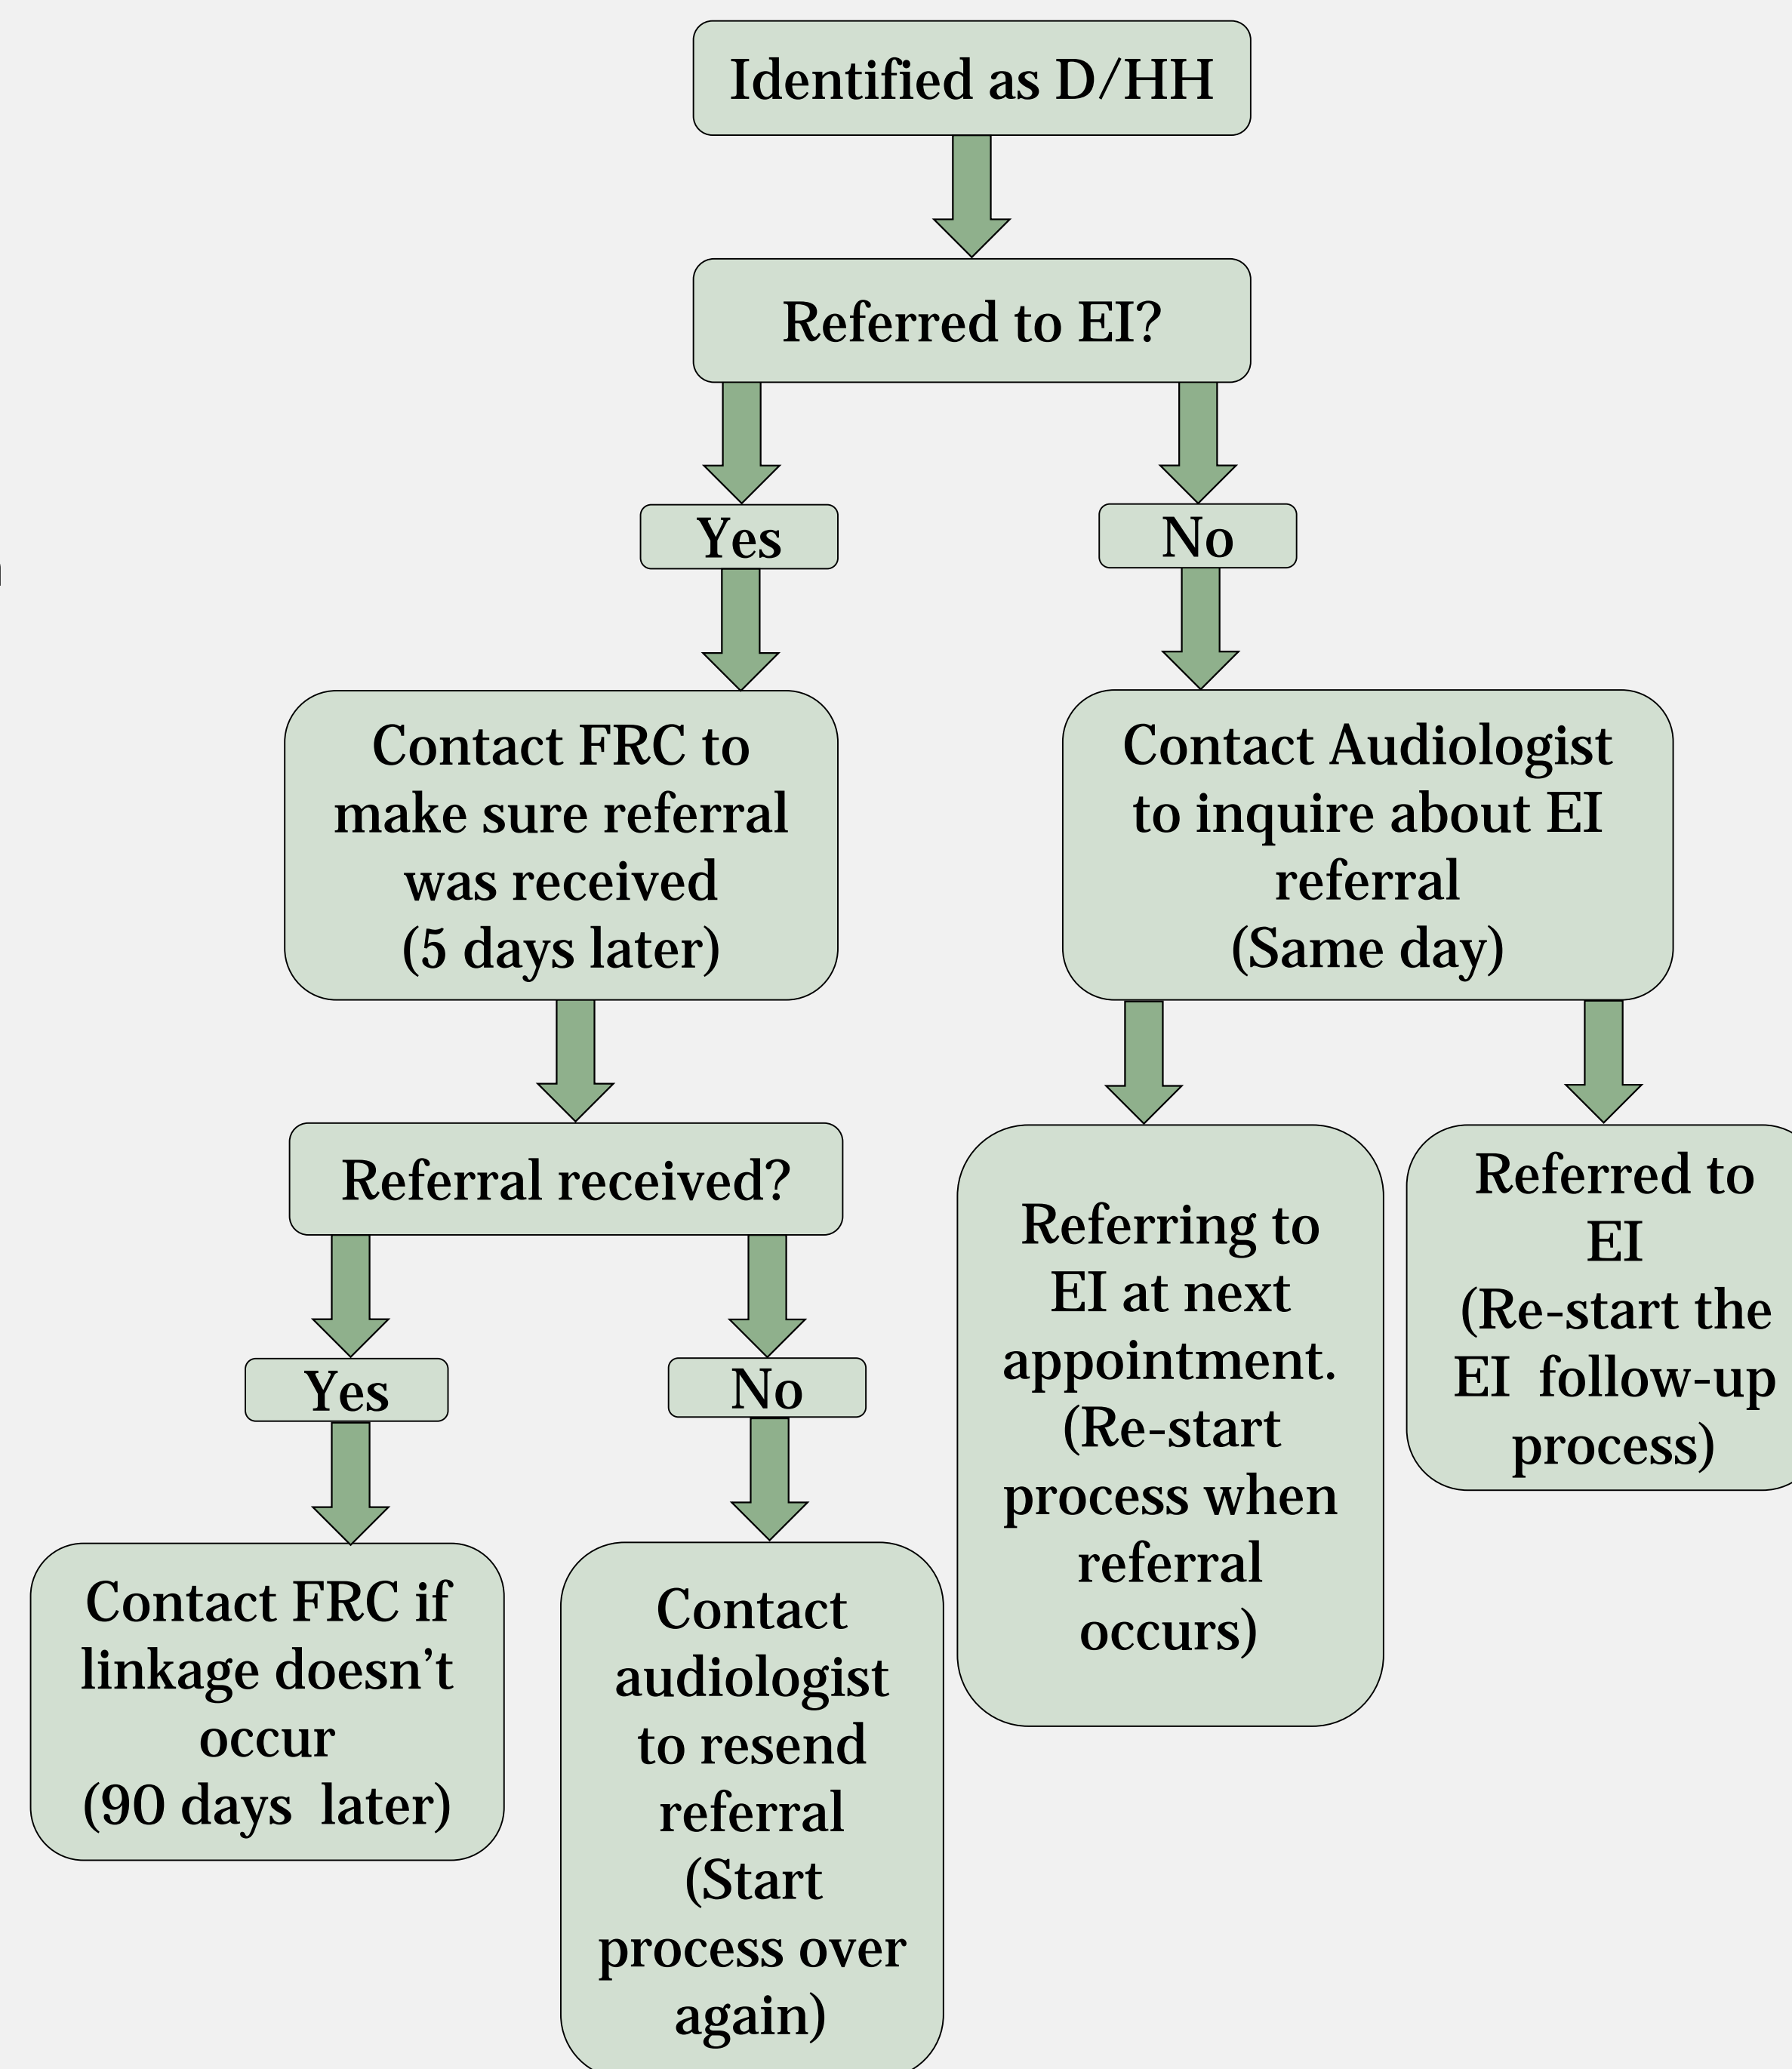 Identified as D/HH
Referred to EI?
Yes
No
Contact FRC to
make sure referral
was received
(5 days later)
Contact Audiologist
to inquire about EI
referral
(Same day)
Referral received?
Yes
No
Referring to
EI at next
appointment.
(Re-start
process when
referral
occurs)
Referred to
EI
(Re-start the
EI follow-up
process)
Contact FRC if
linkage doesn’t
occur
(90 days later)
Contact
audiologist
to resend
referral
(Start
process over
again)